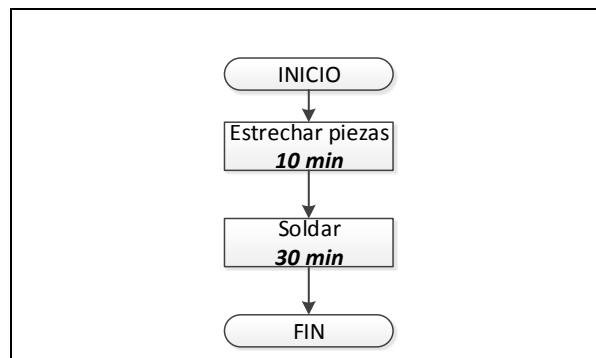 INICIO
Estrechar piezas
10 min
Soldar
30 min
FIN